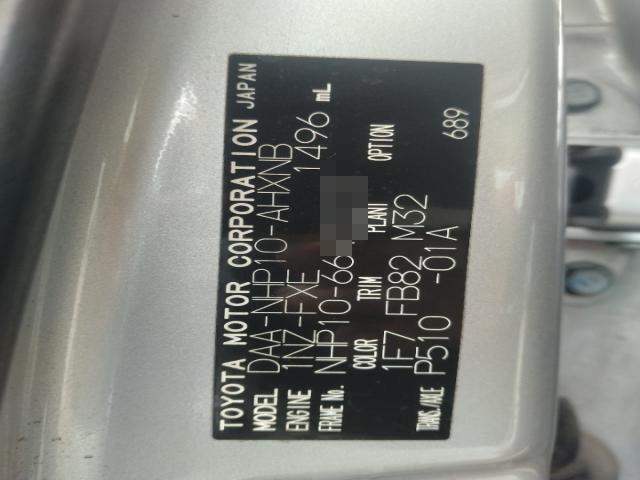 TOYOTA MOTOR CORPORATION JAPAN
MODEL DAA-NHP10-AHXNB
ENGINE 1NZ-FXE 1496 mL
FRAME No. NHP10-66
COLOR TRIM PLANT OPTION
1F7 FB82 M32
TRANS./AXLE P510 -01A 689